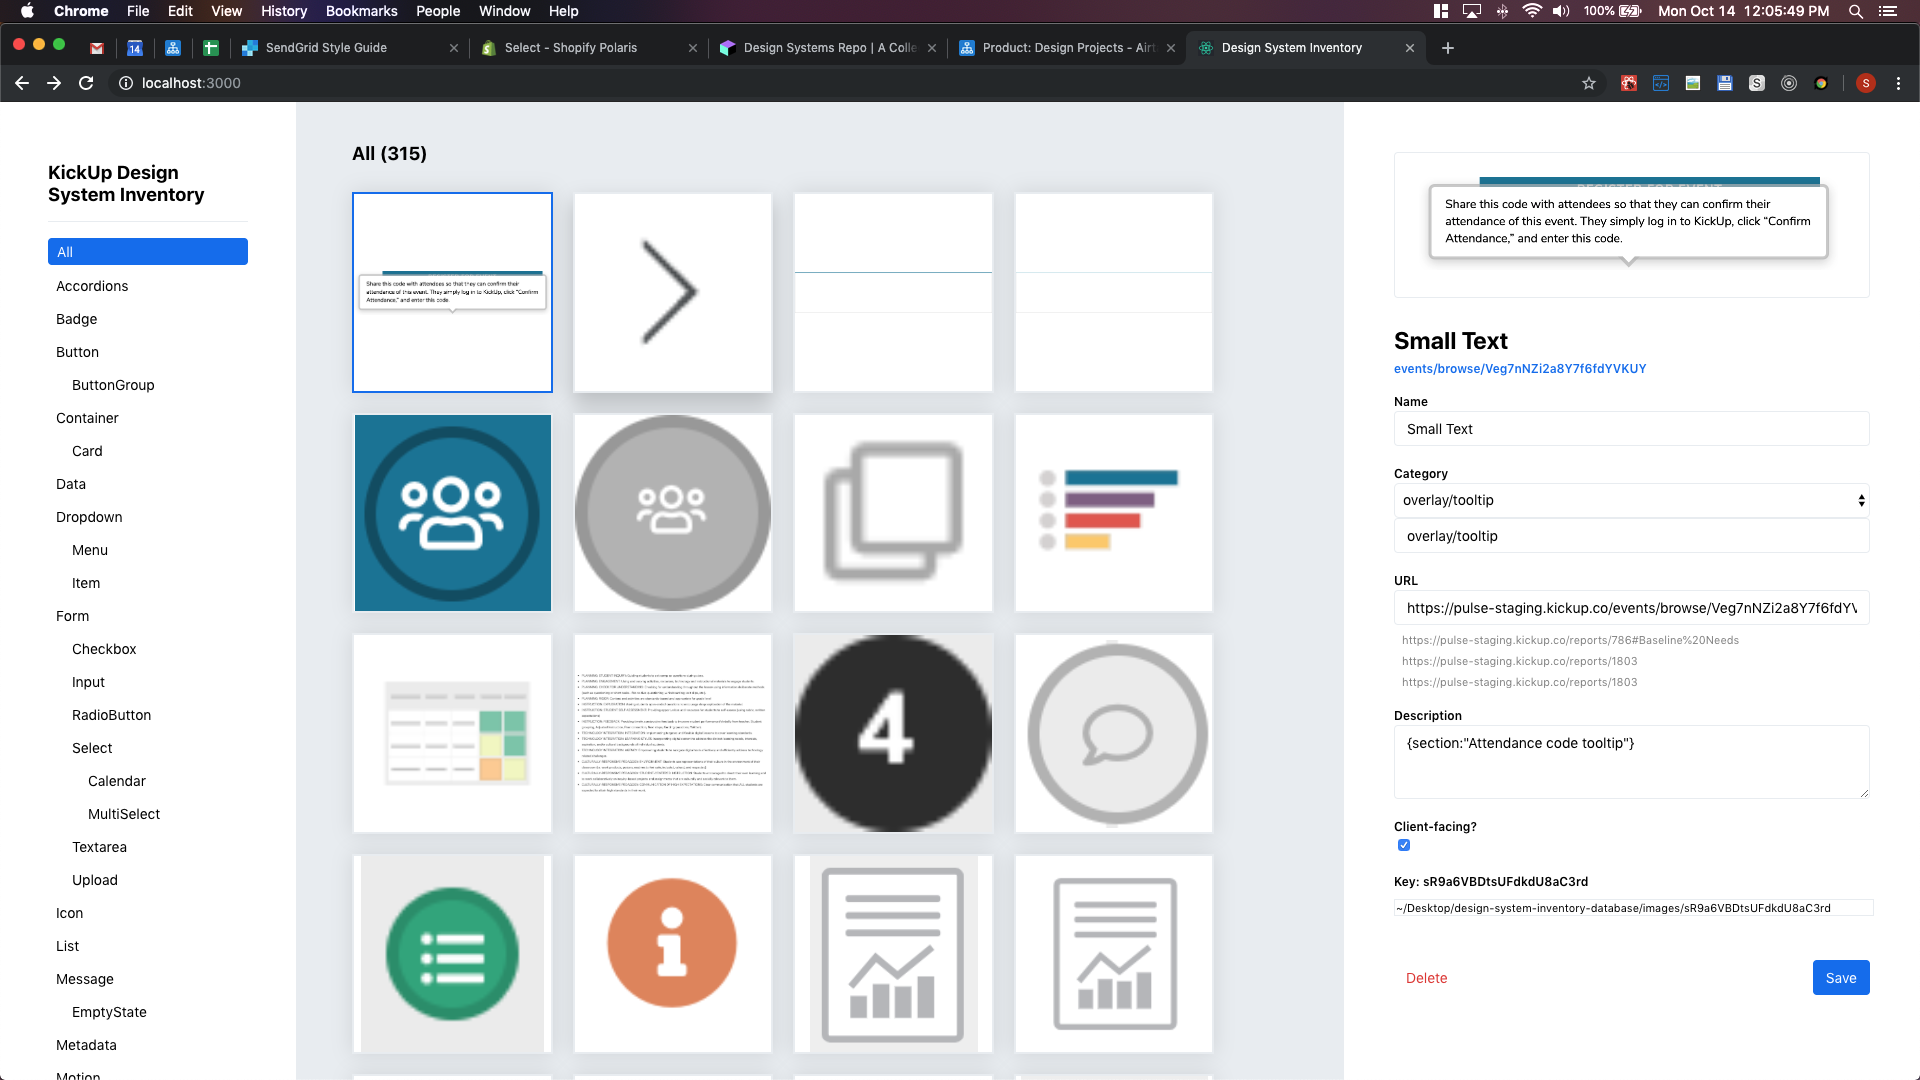 Chrome File Edit View History Bookmarks People Window Help
100% Mon Oct 14 12:05:49 PM
14 SendGrid Style Guide
Select - Shopify Polaris
Design Systems Repo | A Colle
Product: Design Projects - Airt
Design System Inventory
localhost:3000
S
S
KickUp Design
System Inventory
All
Accordions
Badge
Button
ButtonGroup
Container
Card
Data
Dropdown
Menu
Item
Form
Checkbox
Input
RadioButton
Select
Calendar
MultiSelect
Textarea
Upload
Icon
List
Message
EmptyState
Metadata
Motion
All (315)
Share this code with attendees so that they can confirm their
attendance of this event. They simply log in to KickUp, click “Confirm
Attendance,” and enter this code.
4
REGISTER FOR EVENT
Share this code with attendees so that they can confirm their
attendance of this event. They simply log in to KickUp, click “Confirm
Attendance,” and enter this code.
Small Text
events/browse/Veg7nNZi2a8Y7f6fdYVKUY
Name
Small Text
Category
overlay/tooltip
overlay/tooltip
URL
https://pulse-staging.kickup.co/events/browse/Veg7nNZi2a8Y7f6fdYV
https://pulse-staging.kickup.co/reports/786#Baseline%20Needs
https://pulse-staging.kickup.co/reports/1803
https://pulse-staging.kickup.co/reports/1803
Description
{section:"Attendance code tooltip"}
Client-facing?
Key: sR9a6VBDtsUFdkdU8aC3rd
~/Desktop/design-system-inventory-database/images/sR9a6VBDtsUFdkdU8aC3rd
Delete
Save